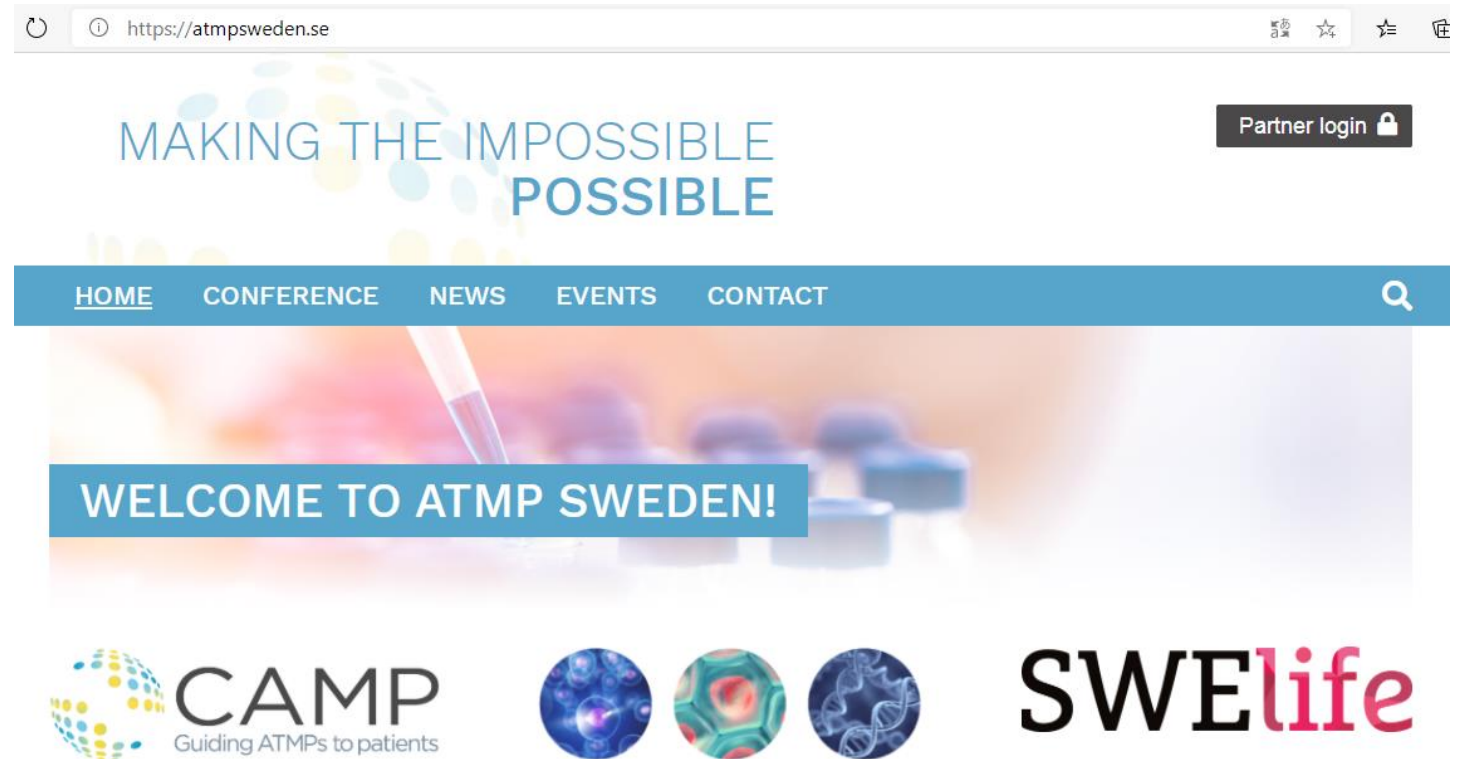 https://atmpsweden.se
MAKING THE IMPOSSIBLE
POSSIBLE
Partner login
HOME CONFERENCE NEWS EVENTS CONTACT
WELCOME TO ATMP SWEDEN!
CAMP
Guiding ATMPs to patients
SWElife